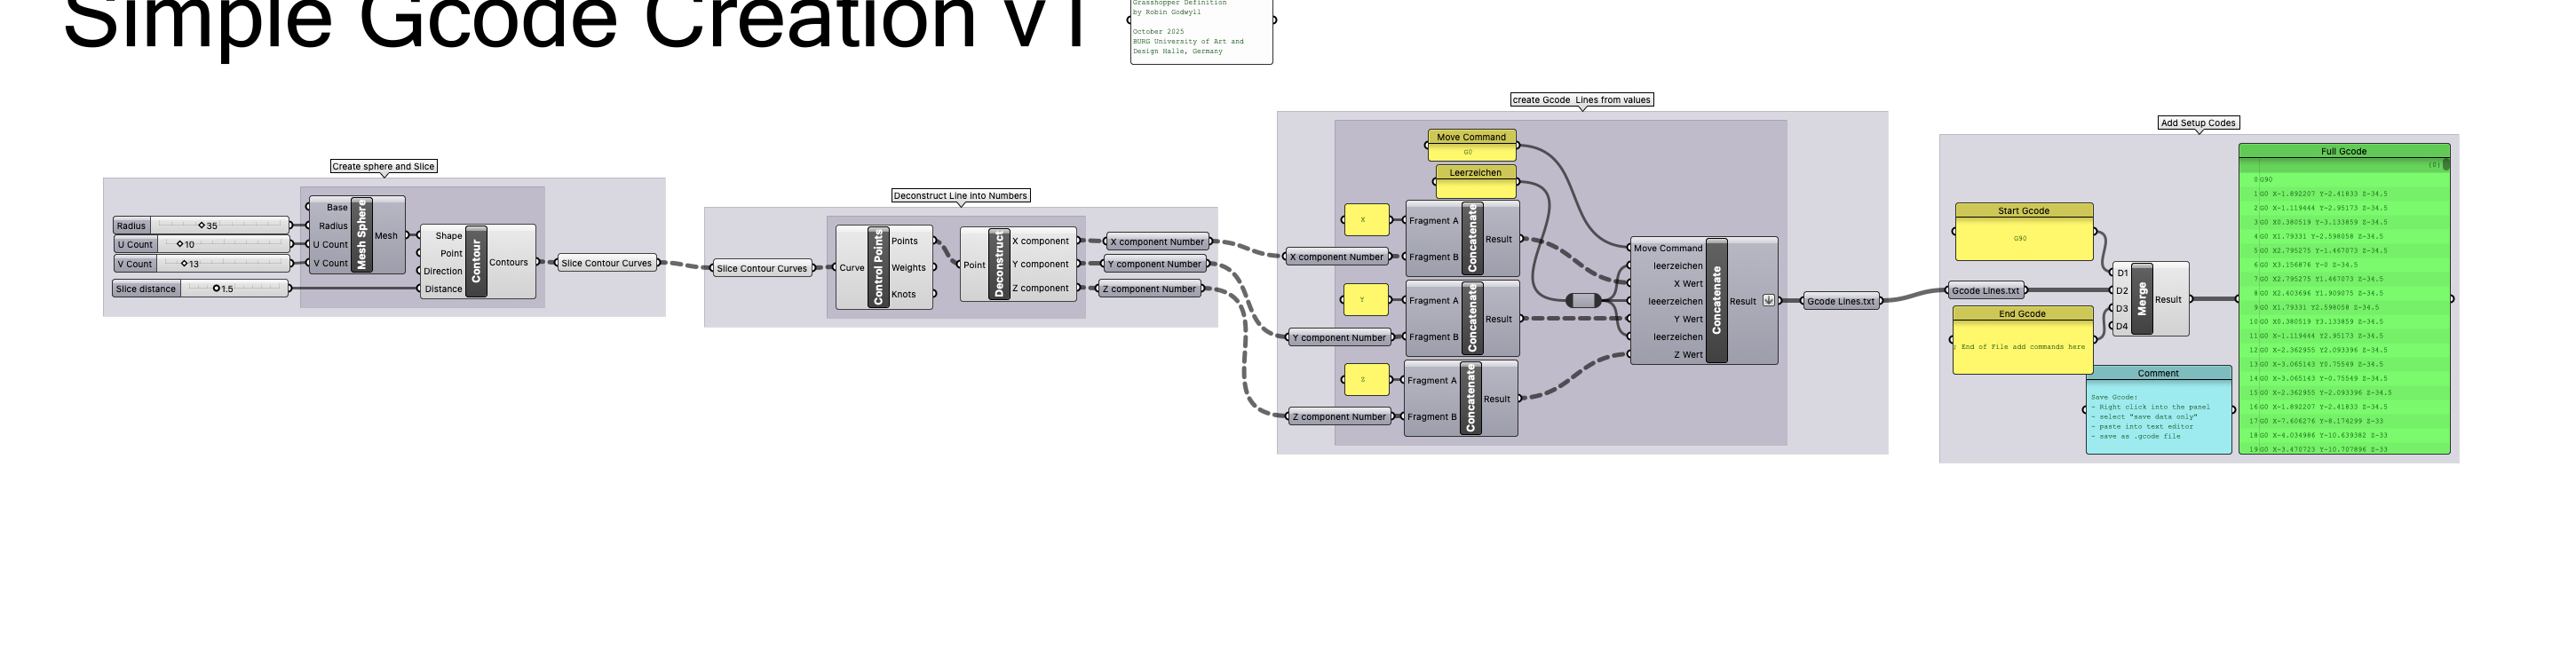 Simple Gcode Creation v1
Grasshopper Definition
by Robin Godwyll
October 2025
BURG University of Art and
Design Halle, Germany
Create sphere and Slice
Radius
35
U Count
10
V Count
13
Slice distance
1.5
Base
Radius
U Count
V Count
Mesh Sphere
Mesh
Shape
Point
Direction
Distance
Contour
Contours
Slice Contour Curves
Deconstruct Line into Numbers
Slice Contour Curves
Curve
Control Points
Points
Weights
Knots
Point
Deconstruct
X component
Y component
Z component
X component Number
Y component Number
Z component Number
create Gcode  Lines from values
Move Command
G0
Leerzeichen
X
X component Number
Fragment A
Fragment B
Concatenate
Result
Y
Y component Number
Fragment A
Fragment B
Concatenate
Result
Z
Z component Number
Fragment A
Fragment B
Concatenate
Result
Move Command
leerzeichen
X Wert
leeerzeichen
Y Wert
leerzeichen
Z Wert
Concatenate
Result
Gcode Lines.txt
Add Setup Codes
Start Gcode
G90
Gcode Lines.txt
End Gcode
; End of File add commands here
D1
D2
D3
D4
Merge
Result
Comment
Save Gcode:
- Right click into the panel
- select "save data only"
- paste into text editor
- save as .gcode file
Full Gcode
{0}
0 G90
1 G0 X-1.892207 Y-2.41833 Z-34.5
2 G0 X-1.119444 Y-2.95173 Z-34.5
3 G0 X0.380519 Y-3.133859 Z-34.5
4 G0 X1.79331 Y-2.598058 Z-34.5
5 G0 X2.795275 Y-1.467073 Z-34.5
6 G0 X3.156876 Y-0 Z-34.5
7 G0 X2.795275 Y1.467073 Z-34.5
8 G0 X2.403696 Y1.909075 Z-34.5
9 G0 X1.79331 Y2.598058 Z-34.5
10 G0 X0.380519 Y3.133859 Z-34.5
11 G0 X-1.119444 Y2.95173 Z-34.5
12 G0 X-2.362955 Y2.093396 Z-34.5
13 G0 X-3.065143 Y0.75549 Z-34.5
14 G0 X-3.065143 Y-0.75549 Z-34.5
15 G0 X-2.362955 Y-2.093396 Z-34.5
16 G0 X-1.892207 Y-2.41833 Z-34.5
17 G0 X-7.606276 Y-8.174299 Z-33
18 G0 X-4.034986 Y-10.639382 Z-33
19 G0 X-3.470723 Y-10.707896 Z-33